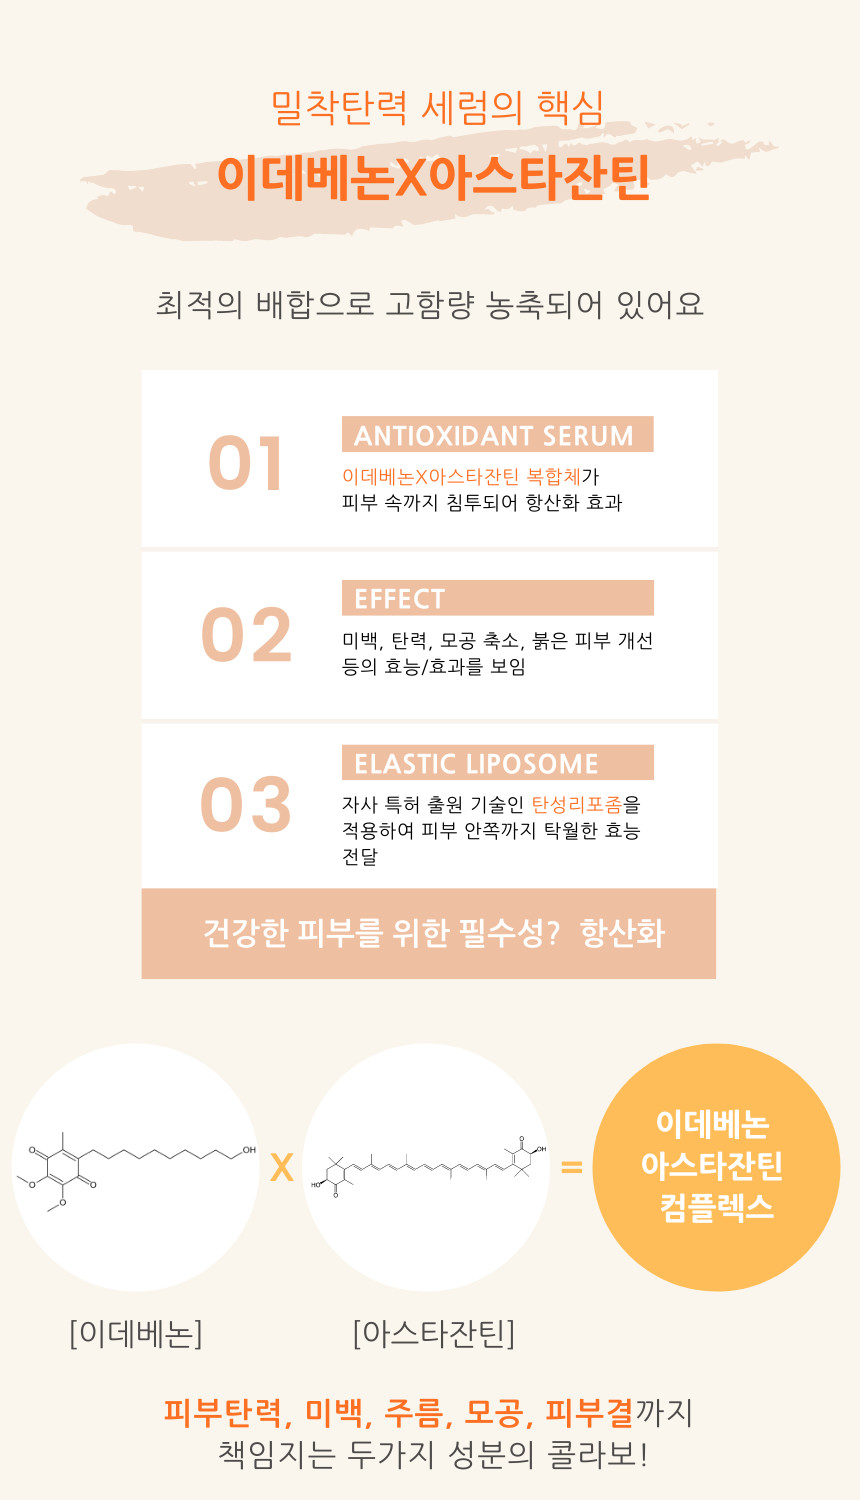 밀착탄력 세럼의 핵심
이데베논X아스타잔틴
최적의 배합으로 고함량 농축되어 있어요
01
ANTIOXIDANT SERUM
이데베논X아스타잔틴 복합체가
피부 속까지 침투되어 항산화 효과
02
EFFECT
미백, 탄력, 모공 축소, 붉은 피부 개선
등의 효능/효과를 보임
03
ELASTIC LIPOSOME
자사 특허 출원 기술인 탄성리포좀을
적용하여 피부 안쪽까지 탁월한 효능
전달
건강한 피부를 위한 필수성? 항산화
O
OH
O
O
O
X
O
OH
HO
O
=
이데베논
아스타잔틴
컴플렉스
[이데베논]
[아스타잔틴]
피부탄력, 미백, 주름, 모공, 피부결까지
책임지는 두가지 성분의 콜라보!